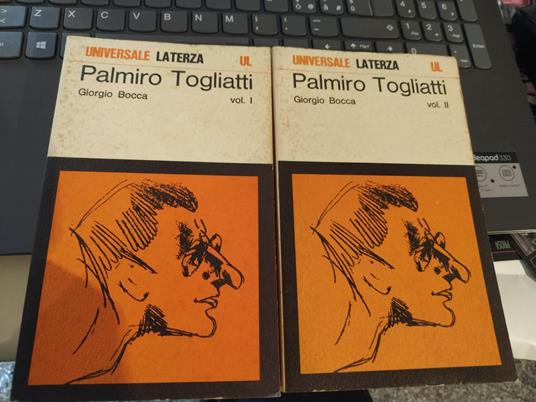 UNIVERSALE LATERZA UL
Palmiro Togliatti
Giorgio Bocca vol. I
UNIVERSALE LATERZA UL
Palmiro Togliatti
Giorgio Bocca vol. II
ideapad 330